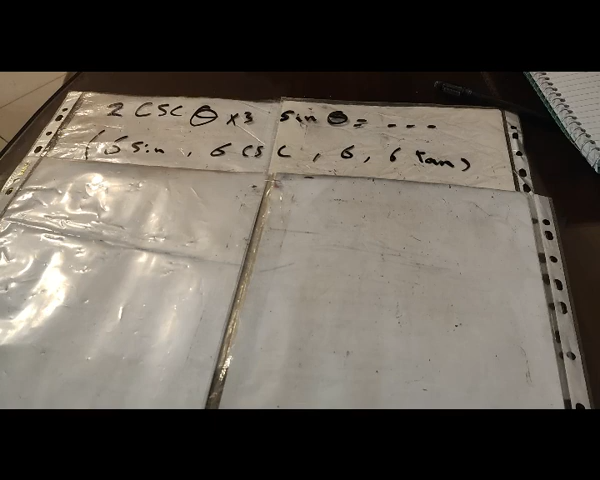 2 CSC θ x3 sin θ = ---
(6 sin , 6 csc , 6 , 6 tan)